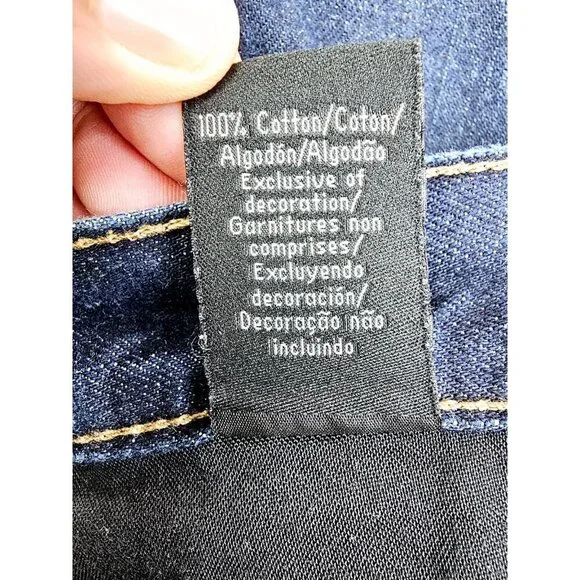 100% Cotton/Coton/
Algodón/Algodão
Exclusive of
decoration/
Garnitures non
comprises/
Excluyendo
decoración/
Decoração não
incluindo